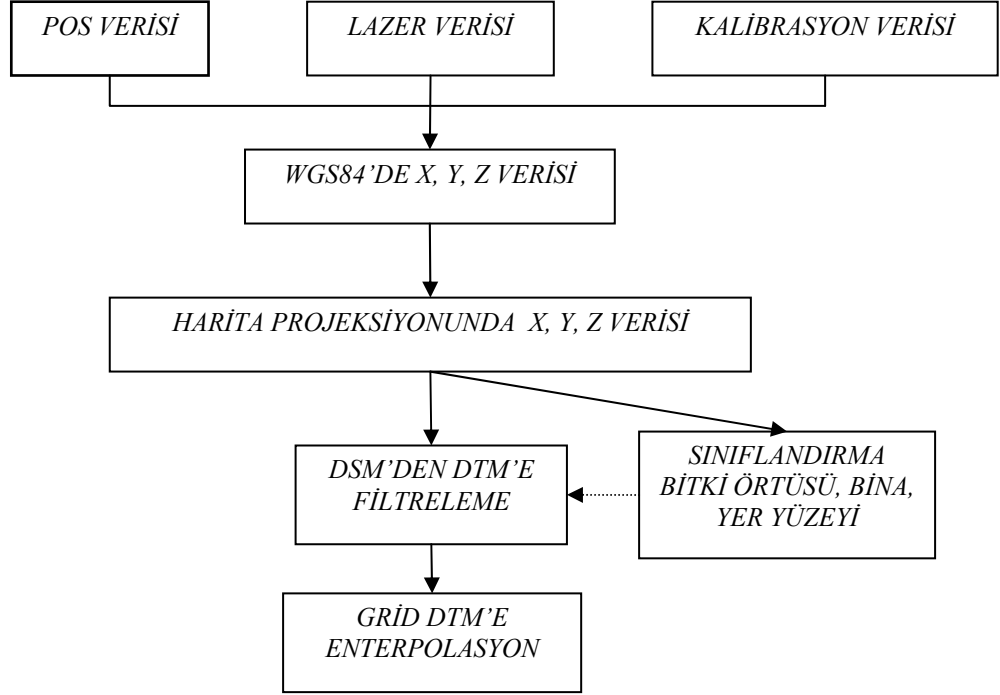 POS VERİSİ
LAZER VERİSİ
KALİBRASYON VERİSİ
WGS84’DE X, Y, Z VERİSİ
HARİTA PROJEKSİYONUNDA X, Y, Z VERİSİ
DSM’DEN DTM’E
FİLTRELEME
SINIFLANDIRMA
BİTKİ ÖRTÜSÜ, BİNA,
YER YÜZEYİ
GRİD DTM’E
ENTERPOLASYON